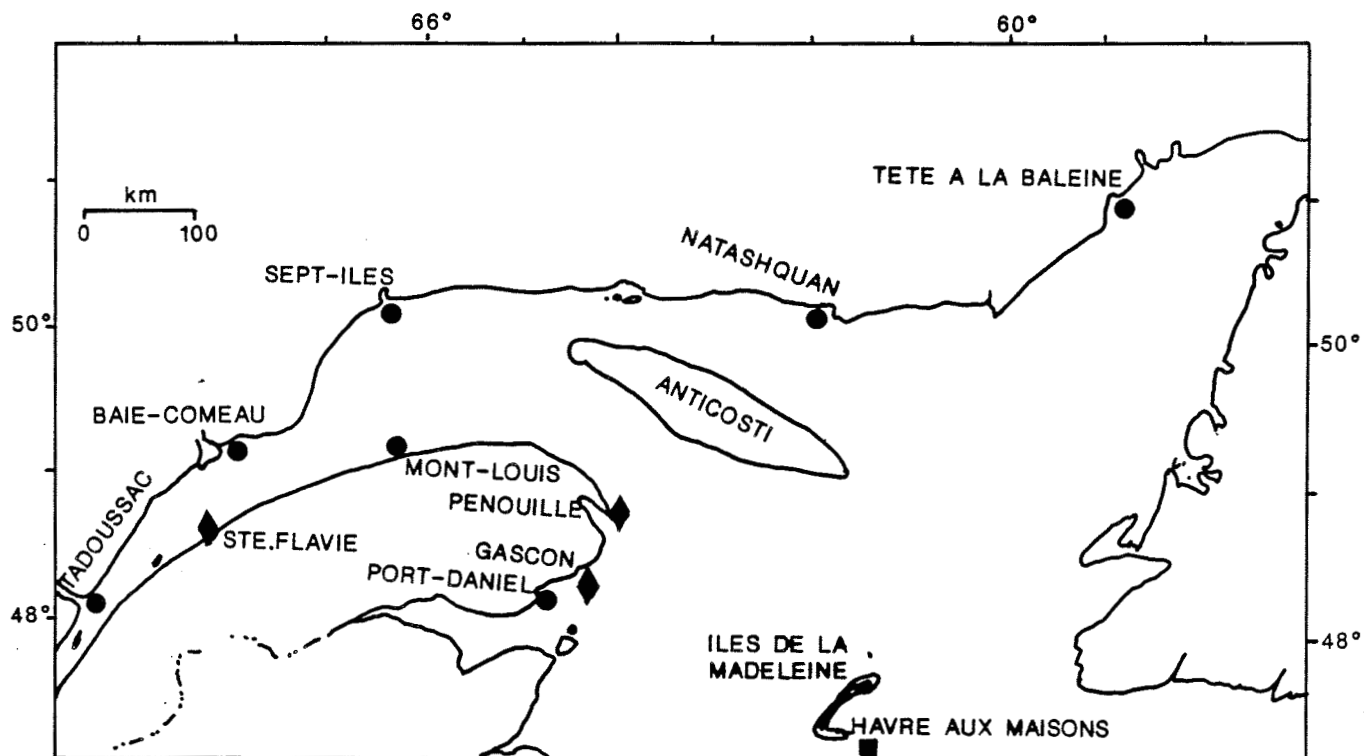 66°
60°
TETE A LA BALEINE
km
0 100
NATASHQUAN
SEPT-ILES
50°
50°
ANTICOSTI
BAIE-COMEAU
MONT-LOUIS
PENOUILLE
TADOUSSAC
STE.FLAVIE
GASCON
PORT-DANIEL
48°
48°
ILES DE LA
MADELEINE
HAVRE AUX MAISONS